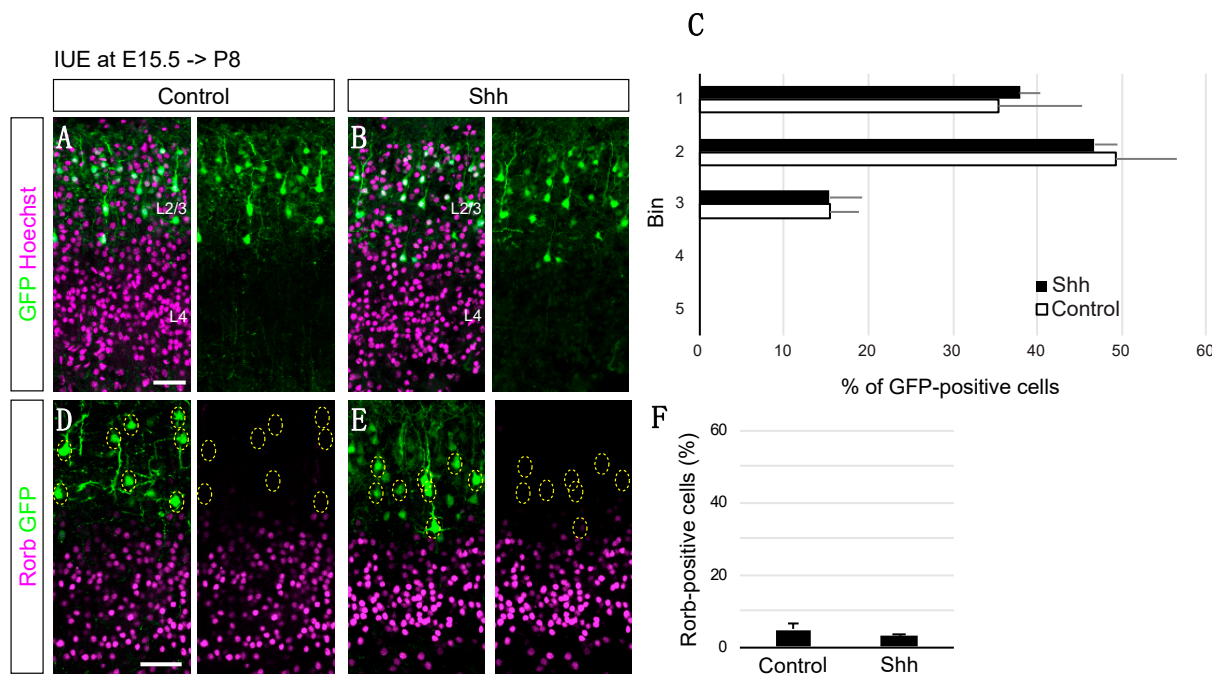 IUE at E15.5 -> P8
Control
Shh
GFP Hoechst
A
L2/3
L4
B
L2/3
L4
C
Bin
1
2
3
4
5
Shh
Control
0
10
20
30
40
50
60
% of GFP-positive cells
Rorb GFP
D
E
F
Rorb-positive cells (%)
60
40
20
0
Control
Shh